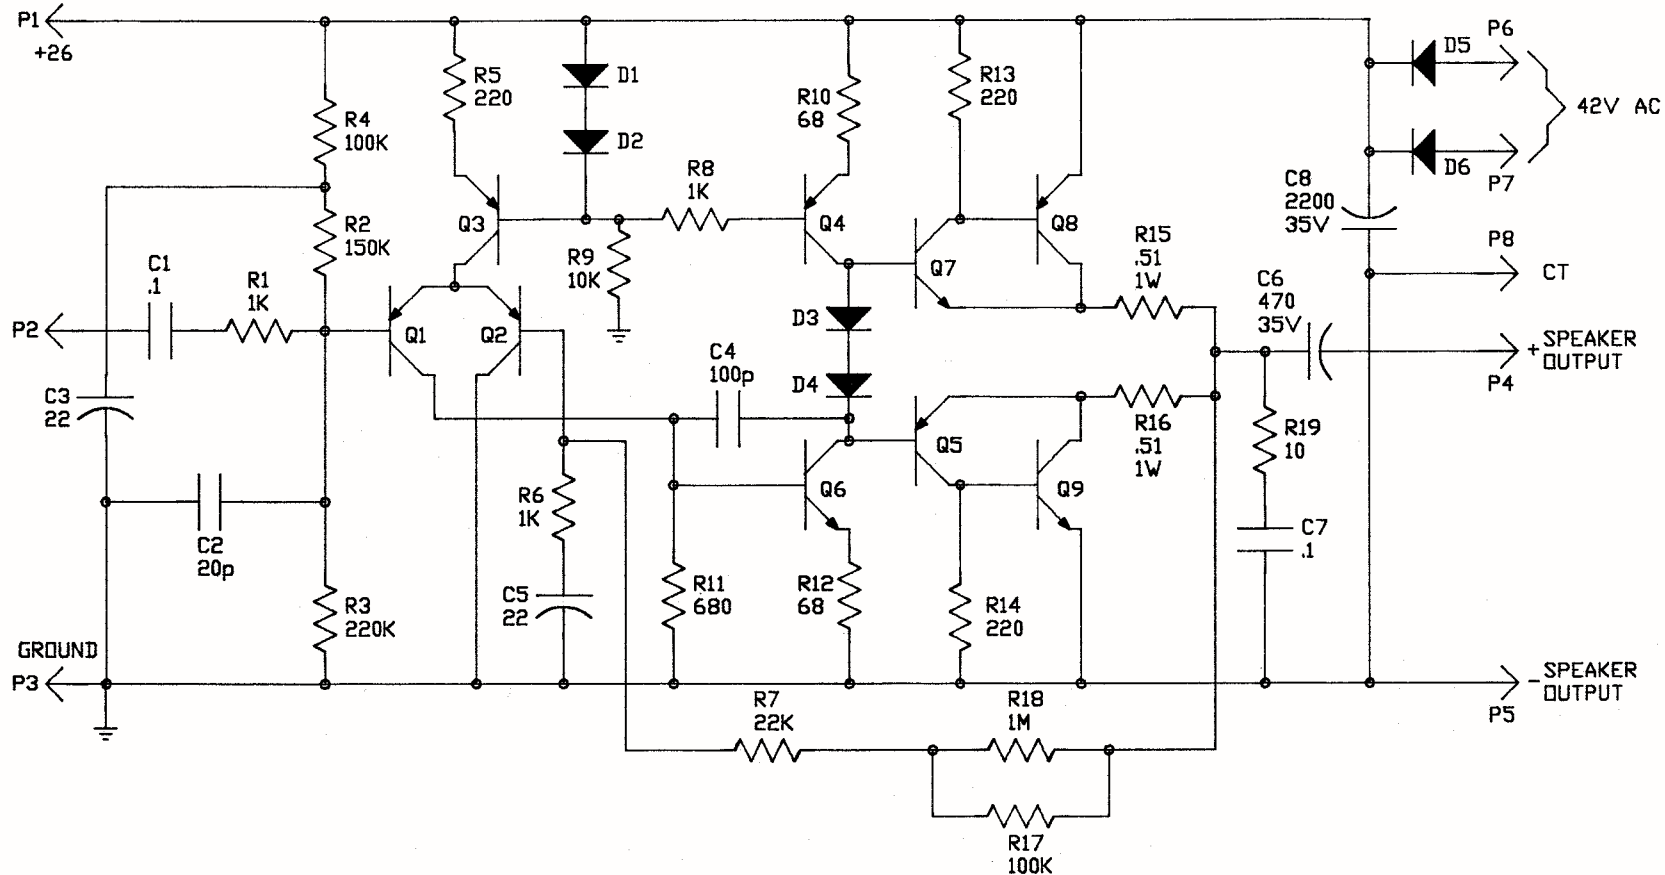 P1
+26
R4
100K
R2
150K
C1
.1
R1
1K
P2
C3
22
C2
20p
R3
220K
GROUND
P3
R5
220
D1
D2
Q3
R8
1K
R9
10K
Q1
Q2
C4
100p
R6
1K
C5
22
R11
680
R10
68
Q4
D3
D4
Q6
R12
68
R13
220
Q7
Q8
Q5
Q9
R14
220
R15
.51
1W
R16
.51
1W
R7
22K
R18
1M
R17
100K
C6
470
35V
R19
10
C7
.1
C8
2200
35V
D5
P6
42V AC
D6
P7
P8
CT
+ SPEAKER
OUTPUT
P4
- SPEAKER
OUTPUT
P5